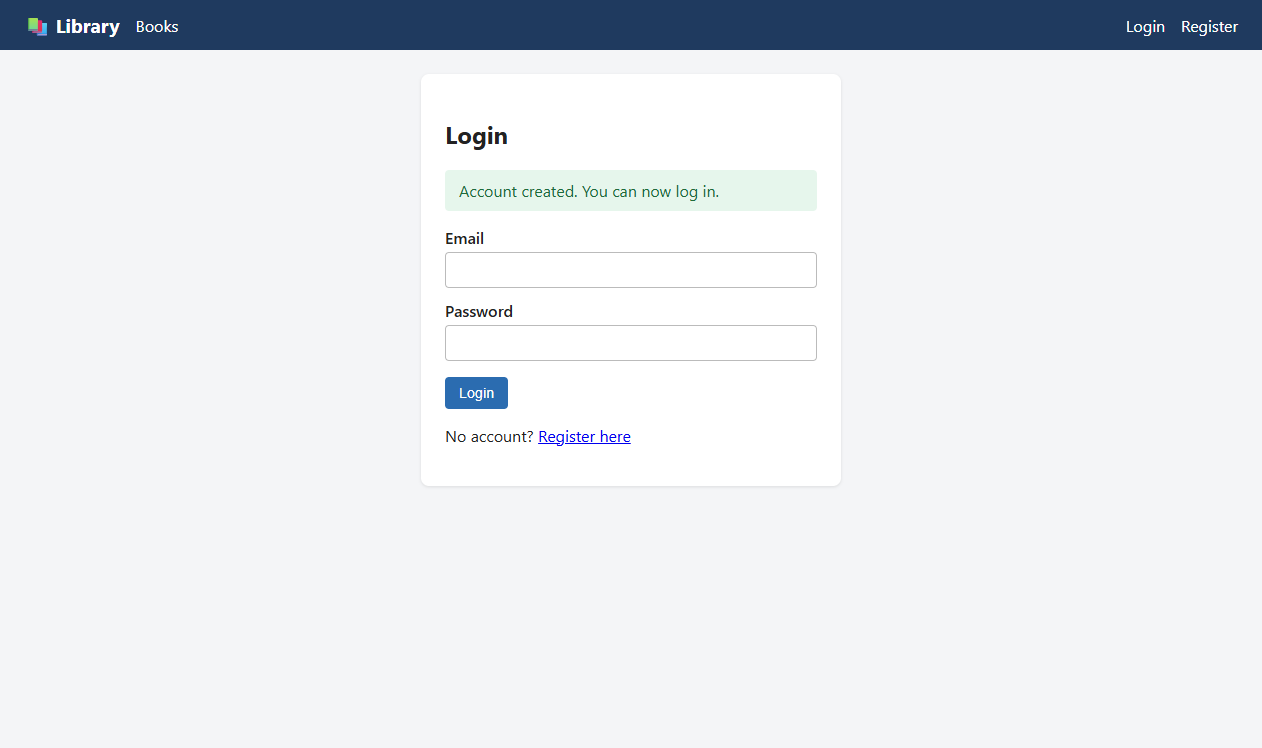 Library Books Login Register
Login
Account created. You can now log in.
Email
Password
Login
No account? Register here